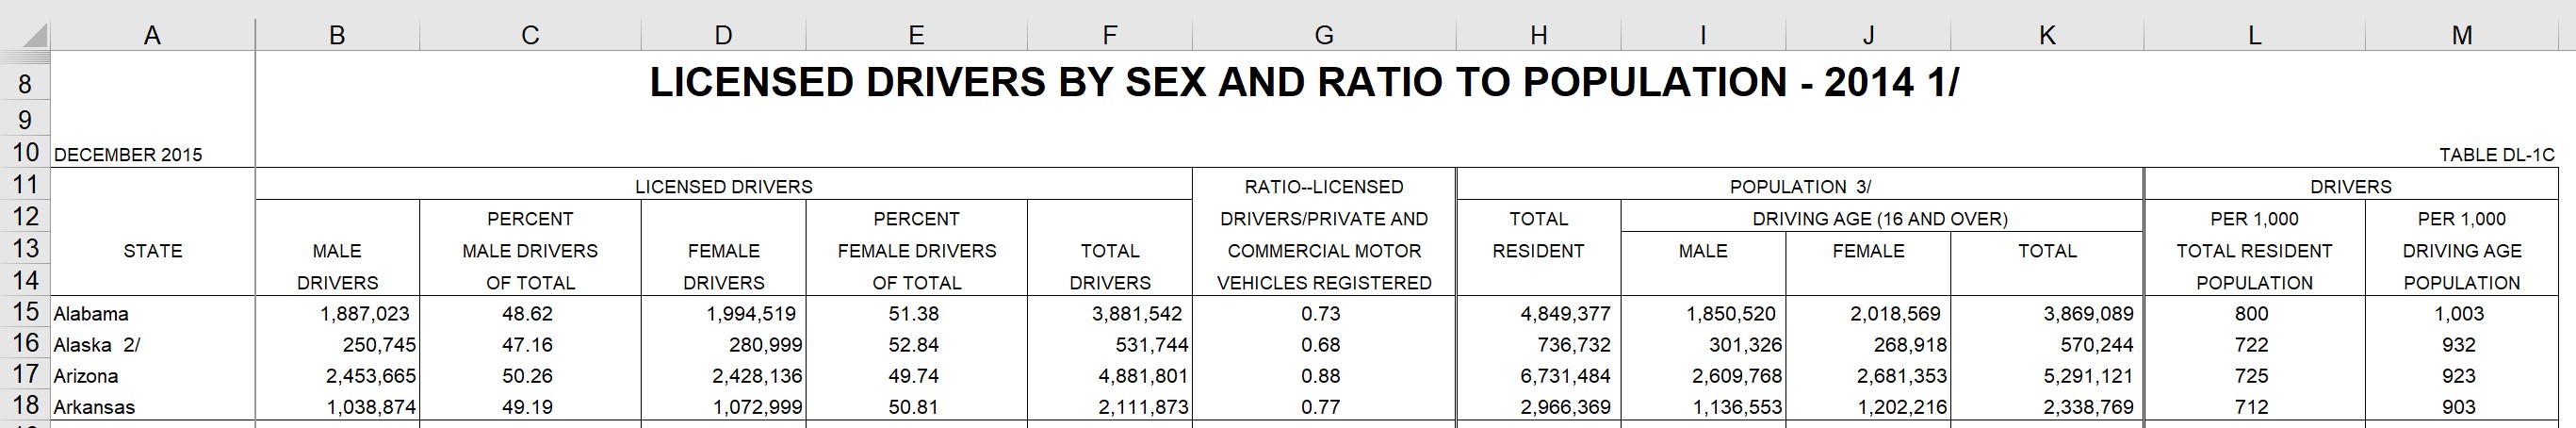 A B C D E F G H I J K L M
8 LICENSED DRIVERS BY SEX AND RATIO TO POPULATION - 2014 1/
9
10 DECEMBER 2015 TABLE DL-1C
11 LICENSED DRIVERS RATIO--LICENSED POPULATION 3/ DRIVERS
12 PERCENT PERCENT DRIVERS/PRIVATE AND TOTAL DRIVING AGE (16 AND OVER) PER 1,000 PER 1,000
13 STATE MALE MALE DRIVERS FEMALE FEMALE DRIVERS TOTAL COMMERCIAL MOTOR RESIDENT MALE FEMALE TOTAL TOTAL RESIDENT DRIVING AGE
14 DRIVERS OF TOTAL DRIVERS OF TOTAL DRIVERS VEHICLES REGISTERED POPULATION POPULATION
15 Alabama 1,887,023 48.62 1,994,519 51.38 3,881,542 0.73 4,849,377 1,850,520 2,018,569 3,869,089 800 1,003
16 Alaska 2/ 250,745 47.16 280,999 52.84 531,744 0.68 736,732 301,326 268,918 570,244 722 932
17 Arizona 2,453,665 50.26 2,428,136 49.74 4,881,801 0.88 6,731,484 2,609,768 2,681,353 5,291,121 725 923
18 Arkansas 1,038,874 49.19 1,072,999 50.81 2,111,873 0.77 2,966,369 1,136,553 1,202,216 2,338,769 712 903